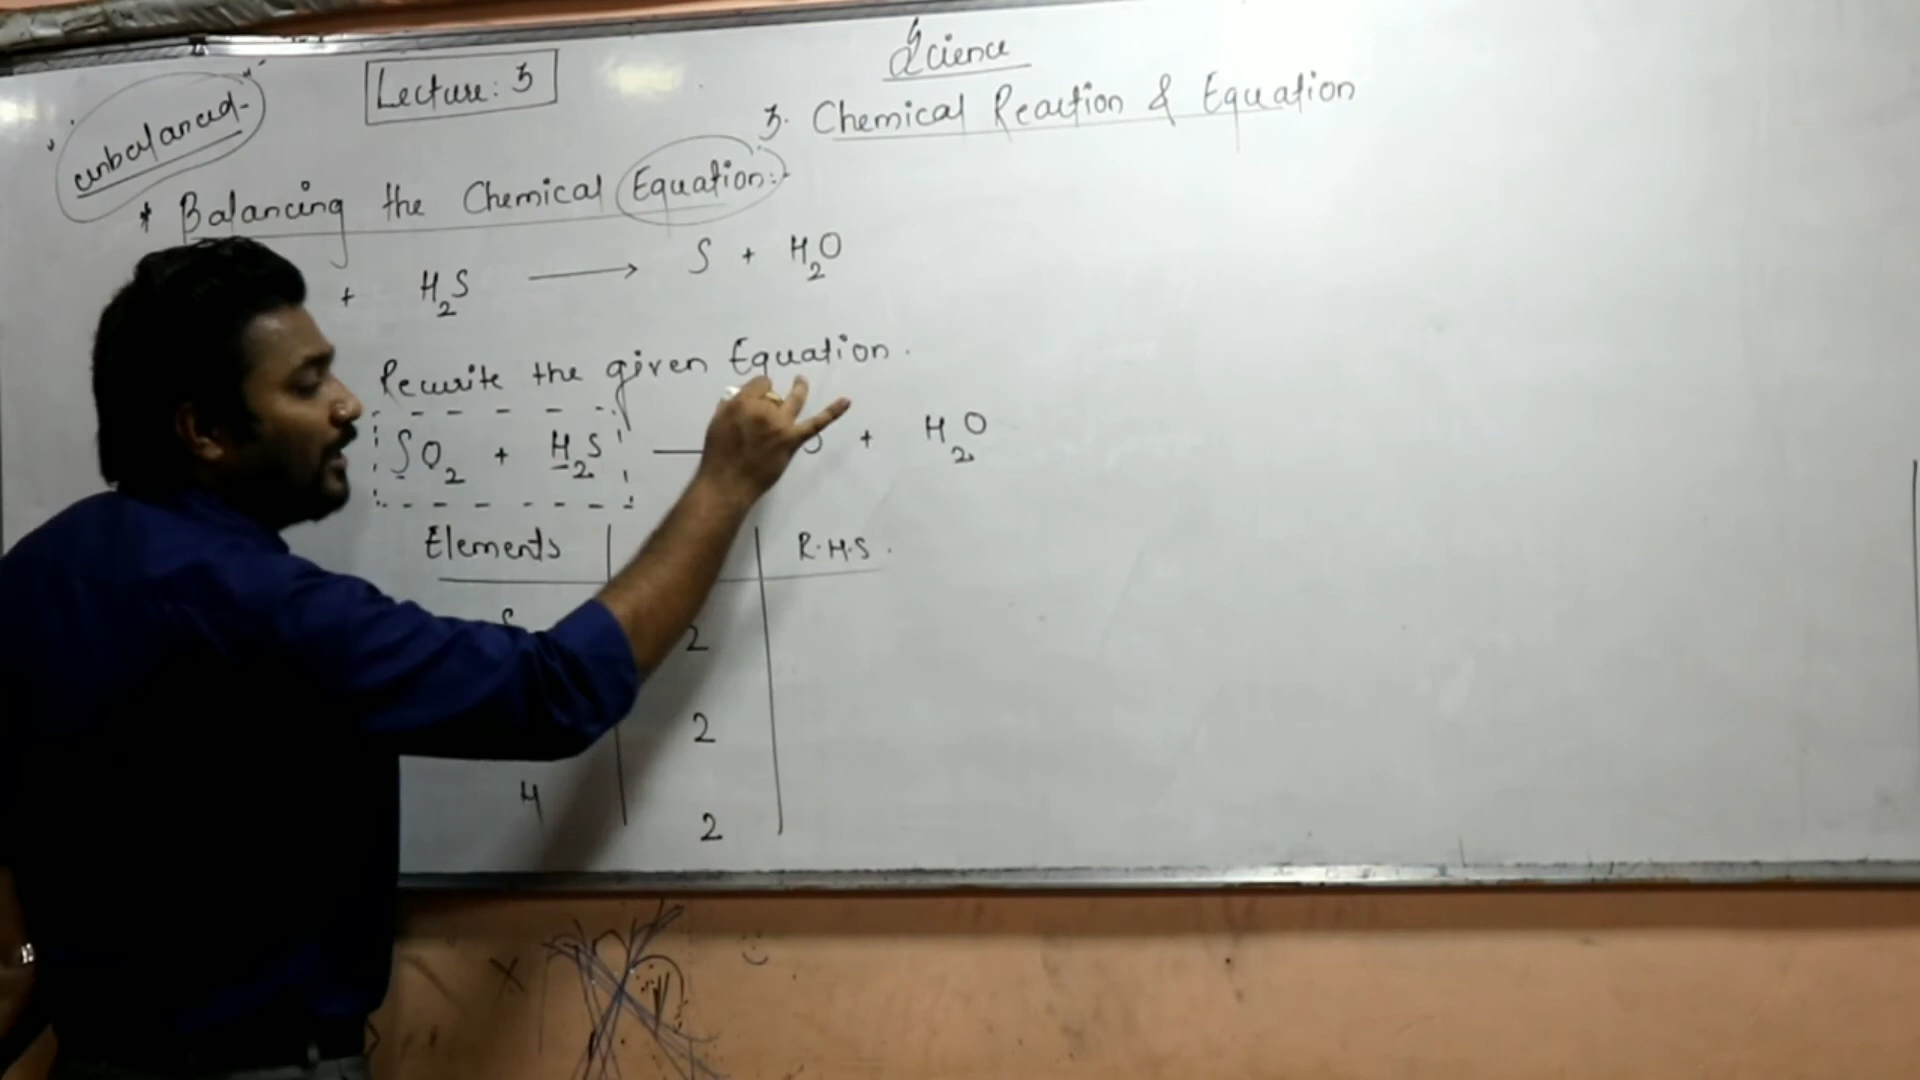 Science
Lecture: 3
3. Chemical Reaction & Equation
unbalanced
* Balancing the Chemical Equation:-
+ H2S → S + H2O
Rewrite the given Equation.
SO2 + H2S — S + H2O
Elements R.H.S.
S 2
2
H 2